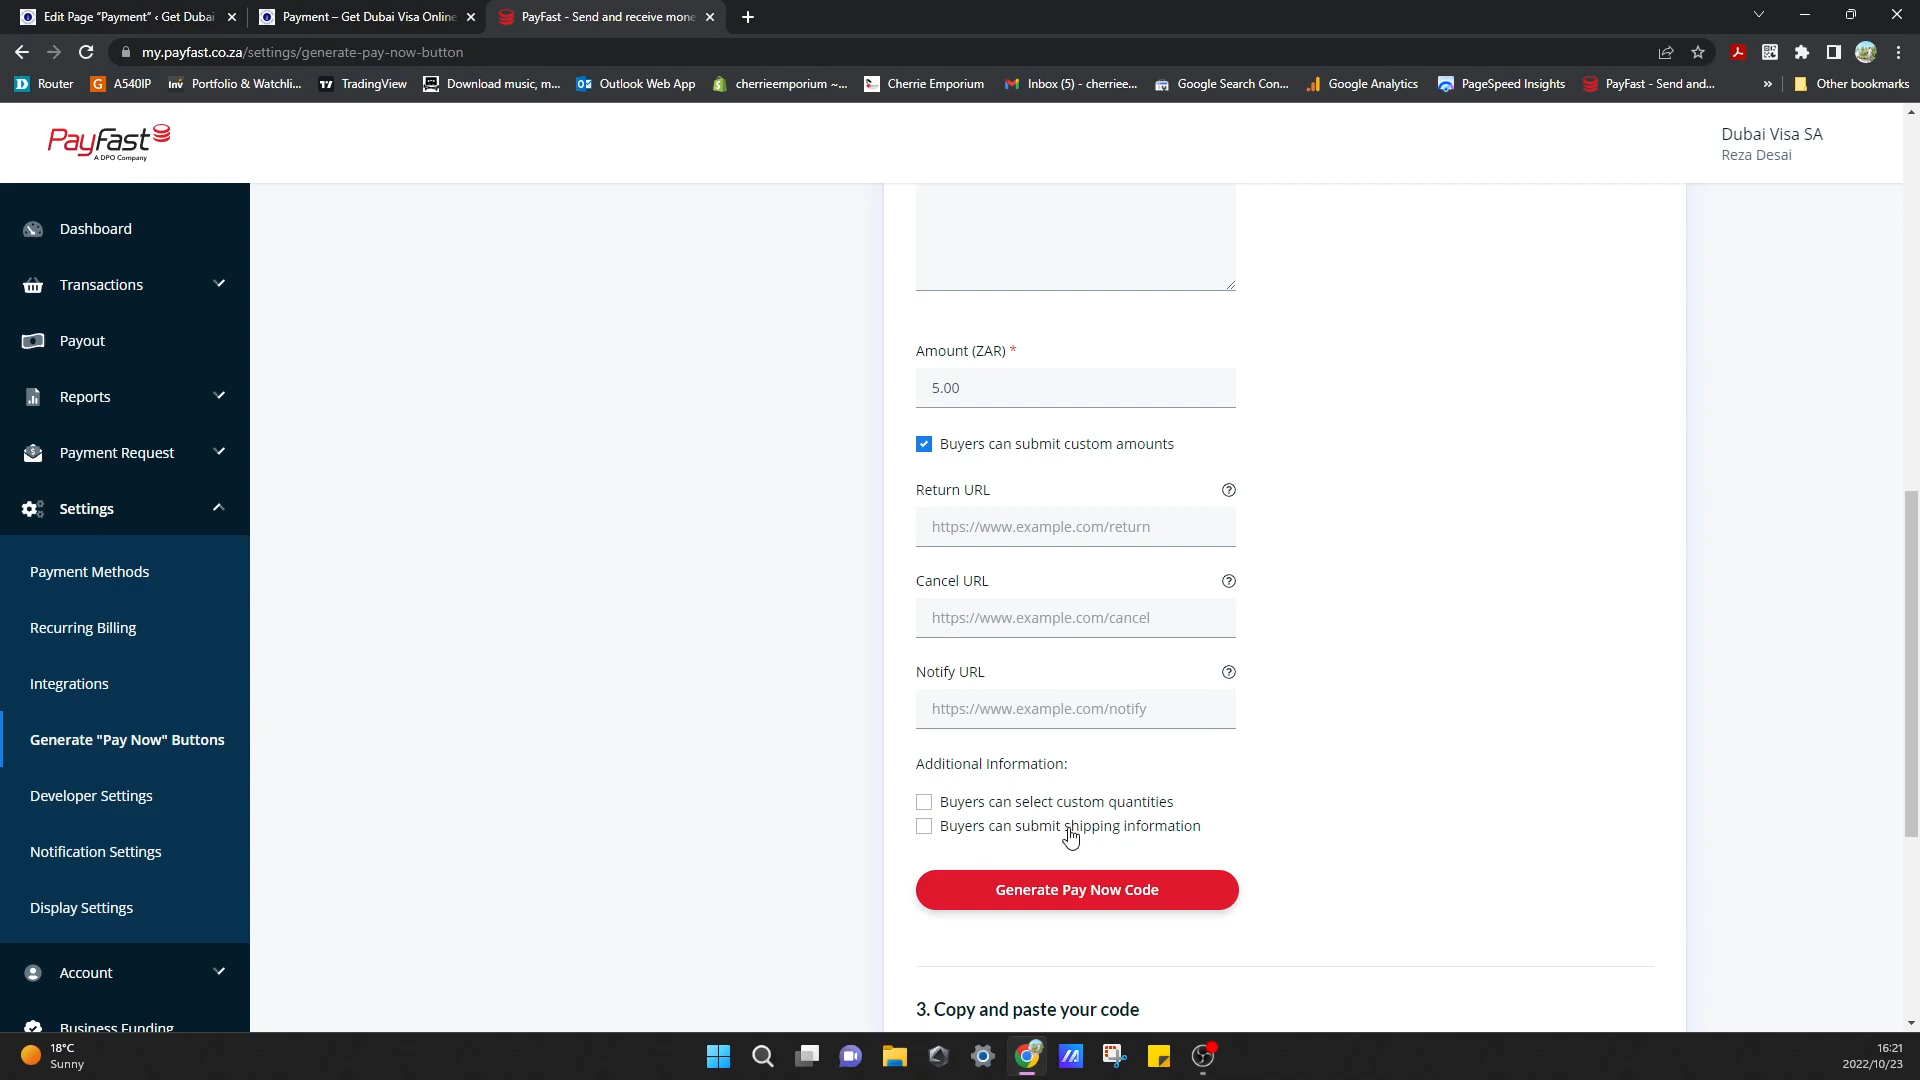 Edit Page "Payment" ‹ Get Dubai
Payment – Get Dubai Visa Online
PayFast - Send and receive mone
my.payfast.co.za/settings/generate-pay-now-button
Router
A540IP
Inv Portfolio & Watchli...
TradingView
Download music, m...
Outlook Web App
cherrieemporium ~...
Cherrie Emporium
Inbox (5) - cherriee...
Google Search Con...
Google Analytics
PageSpeed Insights
PayFast - Send and...
»
Other bookmarks
PayFast
A DPO Company
Dubai Visa SA
Reza Desai
Dashboard
Transactions
Payout
Reports
Payment Request
Settings
Payment Methods
Recurring Billing
Integrations
Generate "Pay Now" Buttons
Developer Settings
Notification Settings
Display Settings
Account
Business Funding
Amount (ZAR) *
5.00
Buyers can submit custom amounts
Return URL
https://www.example.com/return
Cancel URL
https://www.example.com/cancel
Notify URL
https://www.example.com/notify
Additional Information:
Buyers can select custom quantities
Buyers can submit shipping information
Generate Pay Now Code
3. Copy and paste your code
18°C
Sunny
16:21
2022/10/23